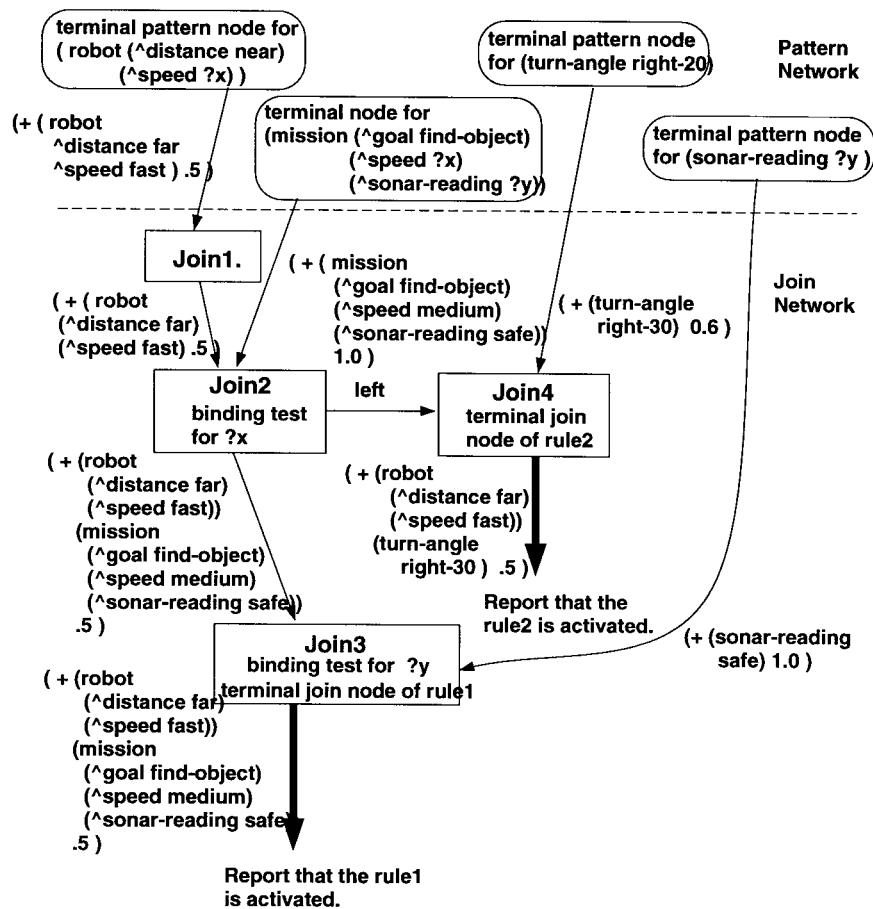 terminal pattern node for
( robot (^distance near)
(^speed ?x) )
terminal pattern node
for (turn-angle right-20)
Pattern
Network
(+ ( robot
^distance far
^speed fast ) .5 )
terminal node for
(mission (^goal find-object)
(^speed ?x)
(^sonar-reading ?y))
terminal pattern node
for (sonar-reading ?y )
Join1.
( + ( mission
(^goal find-object)
(^speed medium)
(^sonar-reading safe))
1.0 )
Join
Network
( + ( robot
(^distance far)
(^speed fast) .5 )
( + (turn-angle
right-30) 0.6 )
Join2
binding test
for ?x
left
Join4
terminal join
node of rule2
( + (robot
(^distance far)
(^speed fast))
(mission
(^goal find-object)
(^speed medium)
(^sonar-reading safe))
.5 )
( + (robot
(^distance far)
(^speed fast))
(turn-angle
right-30 ) .5 )
Report that the
rule2 is activated.
(+ (sonar-reading
safe) 1.0 )
Join3
binding test for ?y
terminal join node of rule1
( + (robot
(^distance far)
(^speed fast))
(mission
(^goal find-object)
(^speed medium)
(^sonar-reading safe)
.5 )
Report that the rule1
is activated.